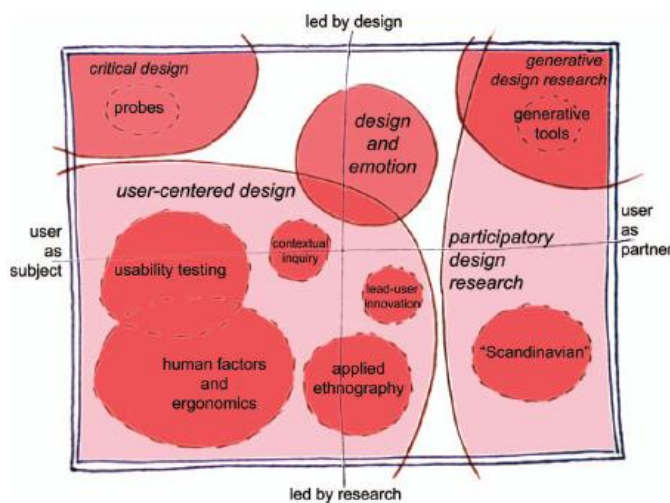 led by design
critical design
probes
generative
design research
generative
tools
design
and
emotion
user-centered design
user
as
subject
usability testing
contextual
inquiry
lead-user
innovation
participatory
design
research
user
as
partner
human factors
and
ergonomics
applied
ethnography
"Scandinavian"
led by research